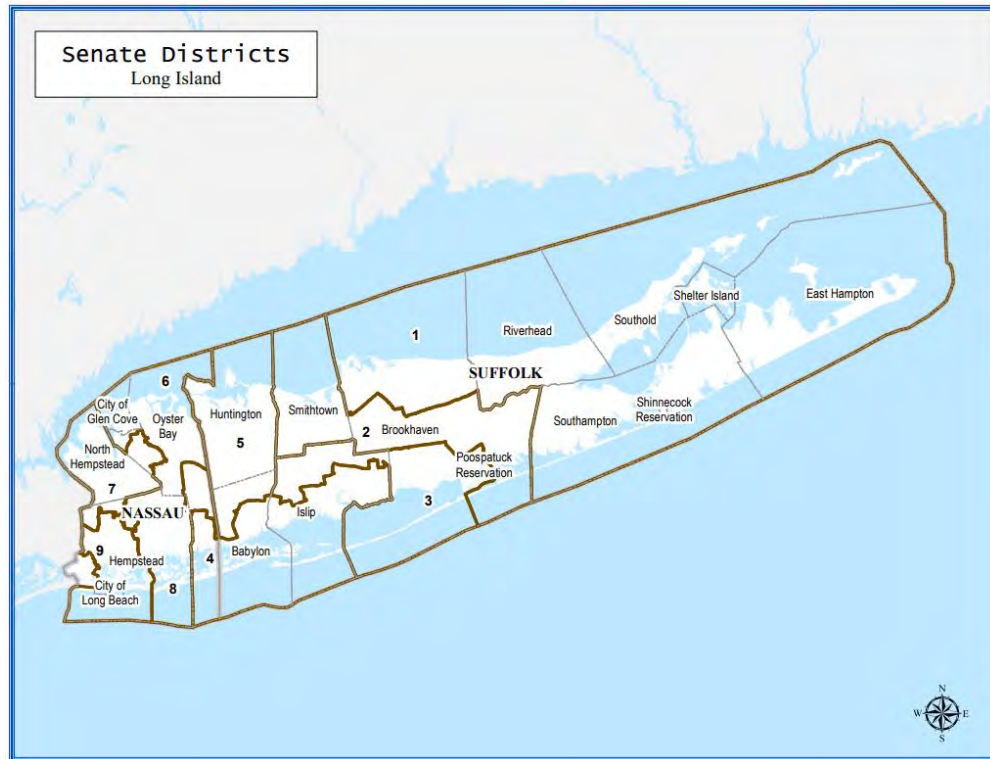 Senate Districts
Long Island
1
Riverhead
Southold
Shelter Island
East Hampton
SUFFOLK
6
City of
Glen Cove
Oyster
Bay
Huntington
5
Smithtown
2
Brookhaven
Southampton
Shinnecock
Reservation
North
Hempstead
7
Poospatuck
Reservation
3
NASSAU
Islip
9
Hempstead
4
Babylon
City of
Long Beach
8
N
W
E
S